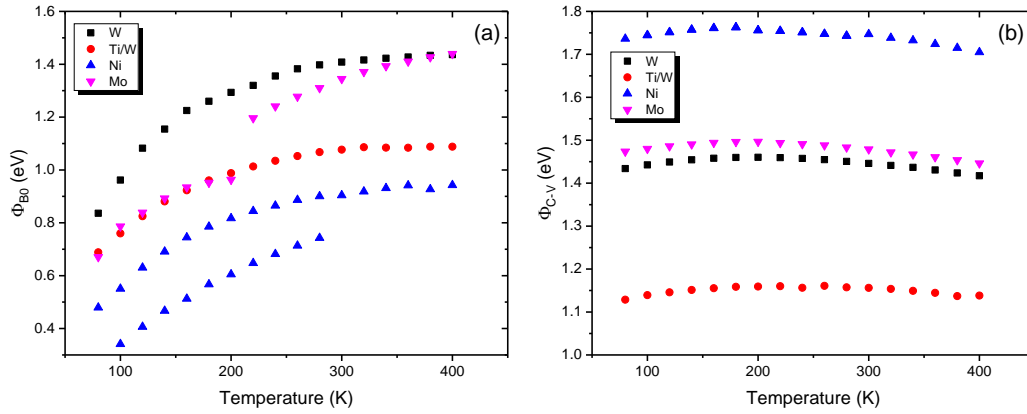 (a)
W
Ti/W
Ni
Mo
Φ_B0 (eV)
1.6
1.4
1.2
1.0
0.8
0.6
0.4
100
200
300
400
Temperature (K)
(b)
W
Ti/W
Ni
Mo
Φ_C-V (eV)
1.8
1.7
1.6
1.5
1.4
1.3
1.2
1.1
1.0
100
200
300
400
Temperature (K)